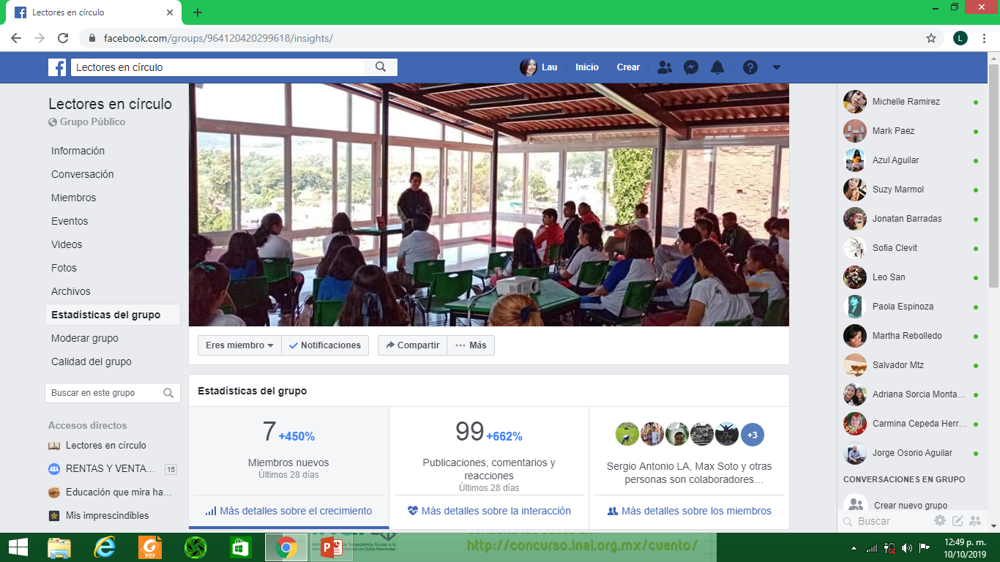 Lectores en círculo
facebook.com/groups/964120420299618/insights/
L
Lectores en círculo
Lau
Inicio
Crear
Lectores en círculo
Grupo Público
Información
Conversación
Miembros
Eventos
Videos
Fotos
Archivos
Estadísticas del grupo
Moderar grupo
Calidad del grupo
Buscar en este grupo
Accesos directos
Lectores en círculo
RENTAS Y VENTA... 15
Educación que mira ha...
Mis imprescindibles
Eres miembro
Notificaciones
Compartir
Más
Estadísticas del grupo
7 +450%
Miembros nuevos
Últimos 28 días
Más detalles sobre el crecimiento
99 +662%
Publicaciones, comentarios y
reacciones
Últimos 28 días
Más detalles sobre la interacción
+3
Sergio Antonio LA, Max Soto y otras
personas son colaboradores...
Más detalles sobre los miembros
Michelle Ramirez
Mark Paez
Azul Aguilar
Suzy Marmol
Jonatan Barradas
Sofia Clevit
Leo San
Paola Espinoza
Martha Rebolledo
Salvador Mtz
Adriana Sorcia Monta...
Carmina Cepeda Herr...
Jorge Osorio Aguilar
CONVERSACIONES EN GRUPO
Crear nuevo grupo
Buscar
PDF
http://concurso.inai.org.mx/cuento/
12:49 p. m.
10/10/2019